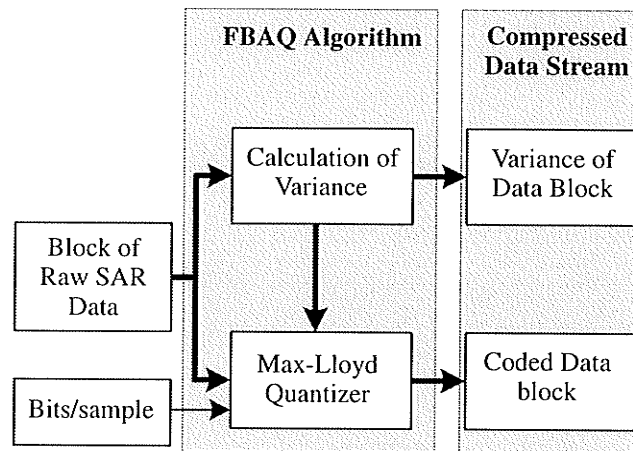 FBAQ Algorithm
Compressed
Data Stream
Calculation of
Variance
Variance of
Data Block
Block of
Raw SAR
Data
Max-Lloyd
Quantizer
Coded Data
block
Bits/sample